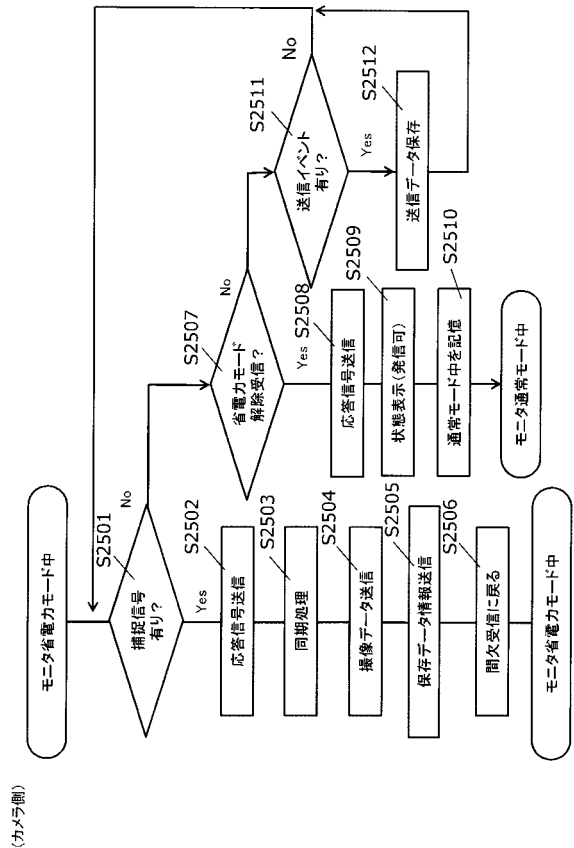 (カメラ側)
モニタ省電力モード中
S2501
捕捉信号
有り?
No
Yes
S2502
応答信号送信
S2503
同期処理
S2504
撮像データ送信
S2505
保存データ情報送信
S2506
間欠受信に戻る
モニタ省電力モード中
S2507
省電力モード
解除受信?
No
Yes
S2508
応答信号送信
S2509
状態表示(発信可)
S2510
通常モード中を記憶
モニタ通常モード中
S2511
送信イベント
有り?
No
Yes
S2512
送信データ保存